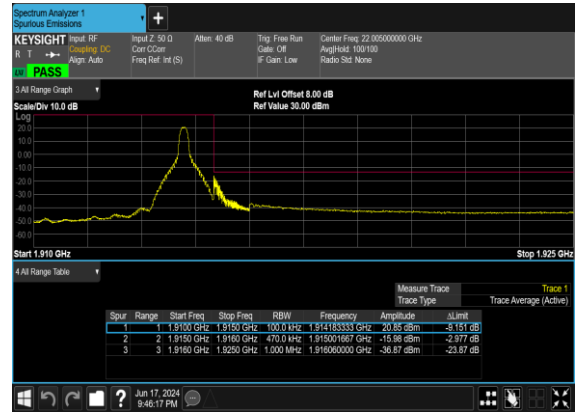 Spectrum Analyzer 1
Spurious Emissions
KEYSIGHT
R T
LW PASS
Input: RF
Coupling: DC
Align: Auto
Input Z: 50 Ω
Corr CCorr
Freq Ref: Int (S)
Atten: 40 dB
Trig: Free Run
Gate: Off
IF Gain: Low
Center Freq: 22.005000000 GHz
Avg|Hold: 100/100
Radio Std: None
3 All Range Graph
Scale/Div 10.0 dB
Ref Lvl Offset 8.00 dB
Ref Value 30.00 dBm
Log
20.0
10.0
0.00
-10.0
-20.0
-30.0
-40.0
-50.0
-60.0
Start 1.910 GHz
Stop 1.925 GHz
4 All Range Table
Measure Trace Trace 1
Trace Type Trace Average (Active)
Spur Range Start Freq Stop Freq RBW Frequency Amplitude ΔLimit
1 1 1.9100 GHz 1.9150 GHz 100.0 kHz 1.914183333 GHz 20.85 dBm -9.151 dB
2 2 1.9150 GHz 1.9160 GHz 470.0 kHz 1.915001667 GHz -15.98 dBm -2.977 dB
3 3 1.9160 GHz 1.9250 GHz 1.000 MHz 1.916060000 GHz -36.87 dBm -23.87 dB
Jun 17, 2024
9:46:17 PM